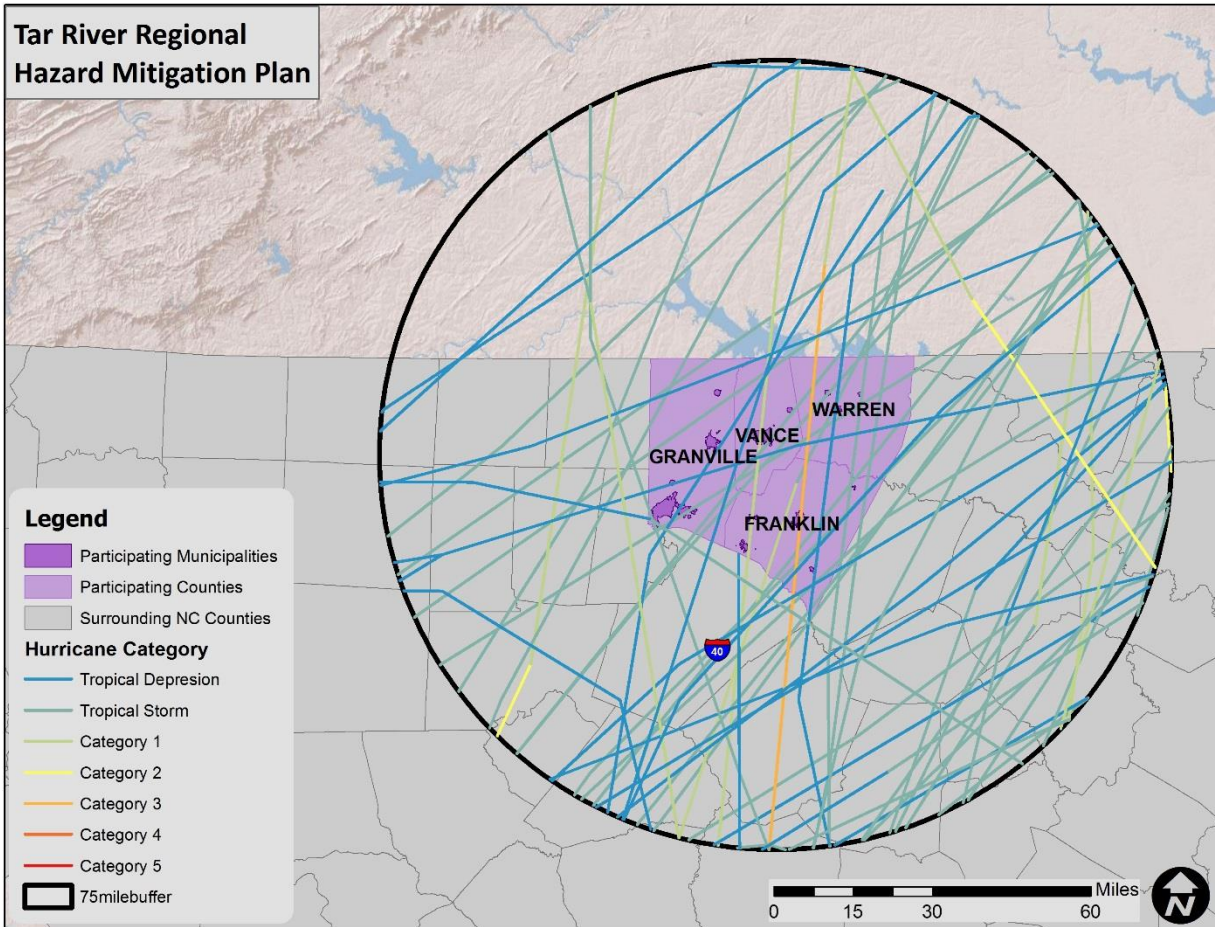 Tar River Regional
Hazard Mitigation Plan
WARREN
VANCE
GRANVILLE
FRANKLIN
40
Legend
Participating Municipalities
Participating Counties
Surrounding NC Counties
Hurricane Category
Tropical Depresion
Tropical Storm
Category 1
Category 2
Category 3
Category 4
Category 5
75milebuffer
Miles
0 15 30 60
N